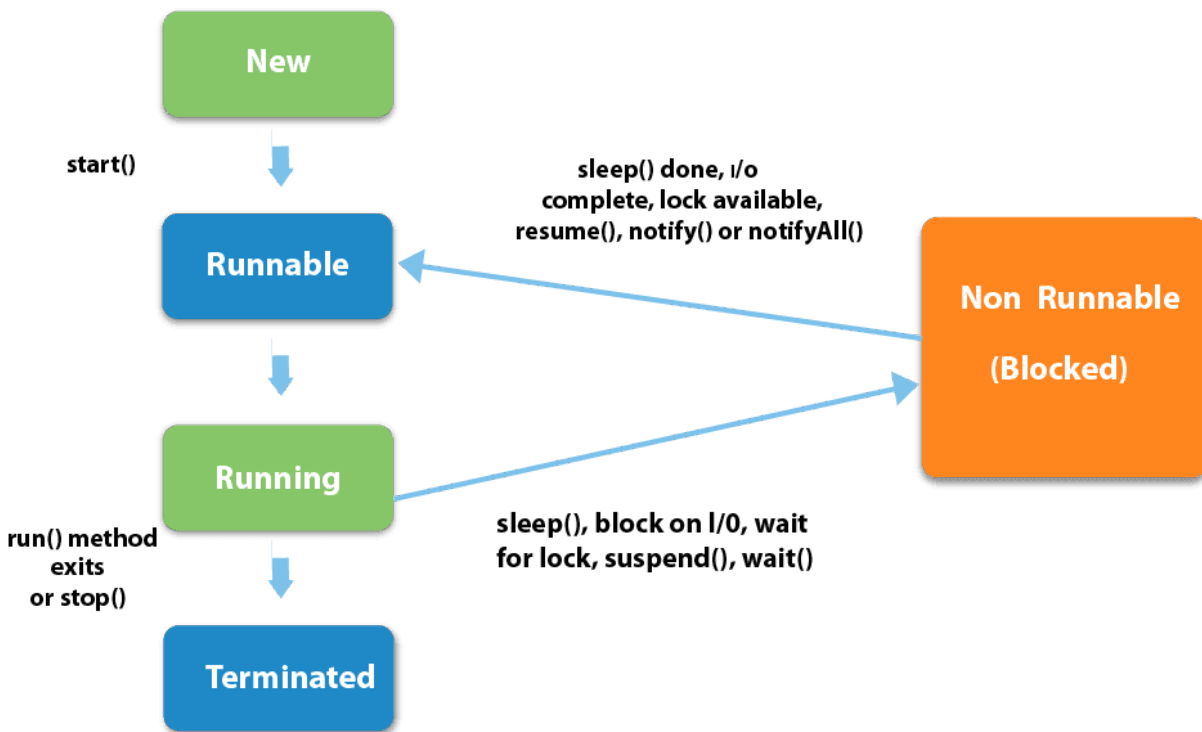 New
start()
sleep() done, I/o
complete, lock available,
resume(), notify() or notifyAll()
Runnable
Non Runnable
(Blocked)
Running
sleep(), block on I/0, wait
for lock, suspend(), wait()
run() method
exits
or stop()
Terminated